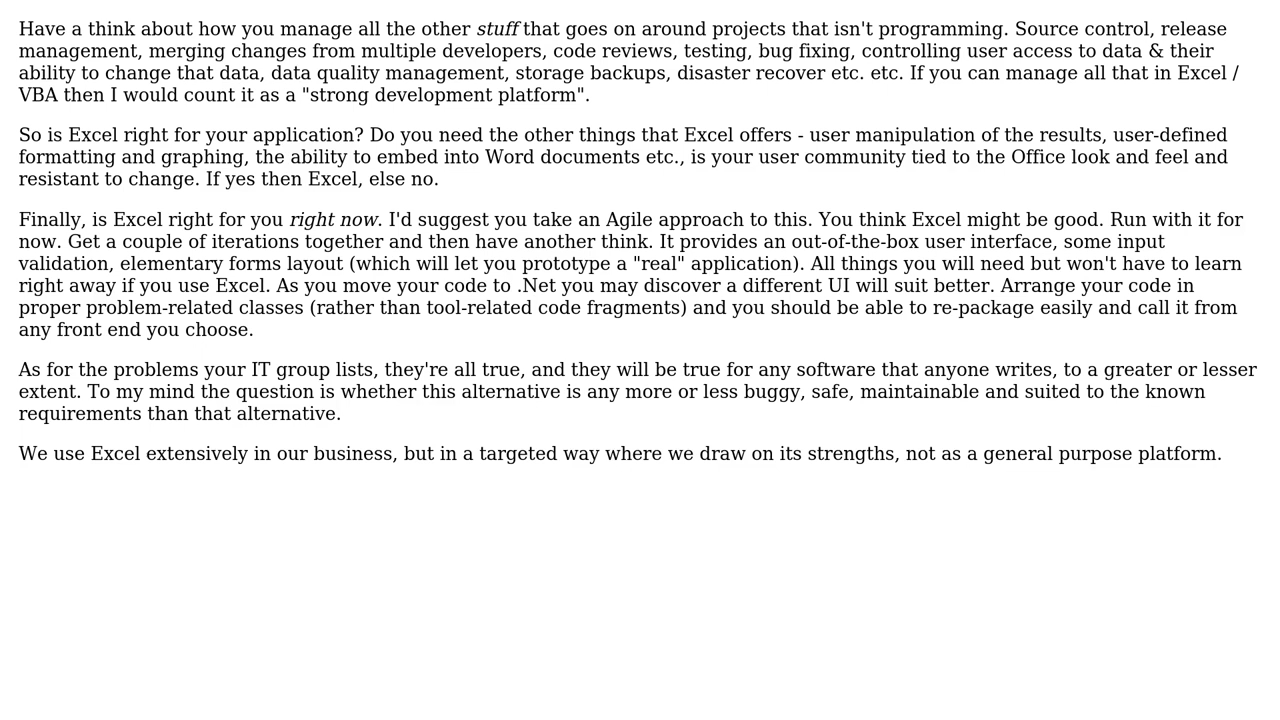 Have a think about how you manage all the other stuff that goes on around projects that isn't programming. Source control, release
management, merging changes from multiple developers, code reviews, testing, bug fixing, controlling user access to data & their
ability to change that data, data quality management, storage backups, disaster recover etc. etc. If you can manage all that in Excel /
VBA then I would count it as a "strong development platform".
So is Excel right for your application? Do you need the other things that Excel offers - user manipulation of the results, user-defined
formatting and graphing, the ability to embed into Word documents etc., is your user community tied to the Office look and feel and
resistant to change. If yes then Excel, else no.
Finally, is Excel right for you right now. I'd suggest you take an Agile approach to this. You think Excel might be good. Run with it for
now. Get a couple of iterations together and then have another think. It provides an out-of-the-box user interface, some input
validation, elementary forms layout (which will let you prototype a "real" application). All things you will need but won't have to learn
right away if you use Excel. As you move your code to .Net you may discover a different UI will suit better. Arrange your code in
proper problem-related classes (rather than tool-related code fragments) and you should be able to re-package easily and call it from
any front end you choose.
As for the problems your IT group lists, they're all true, and they will be true for any software that anyone writes, to a greater or lesser
extent. To my mind the question is whether this alternative is any more or less buggy, safe, maintainable and suited to the known
requirements than that alternative.
We use Excel extensively in our business, but in a targeted way where we draw on its strengths, not as a general purpose platform.